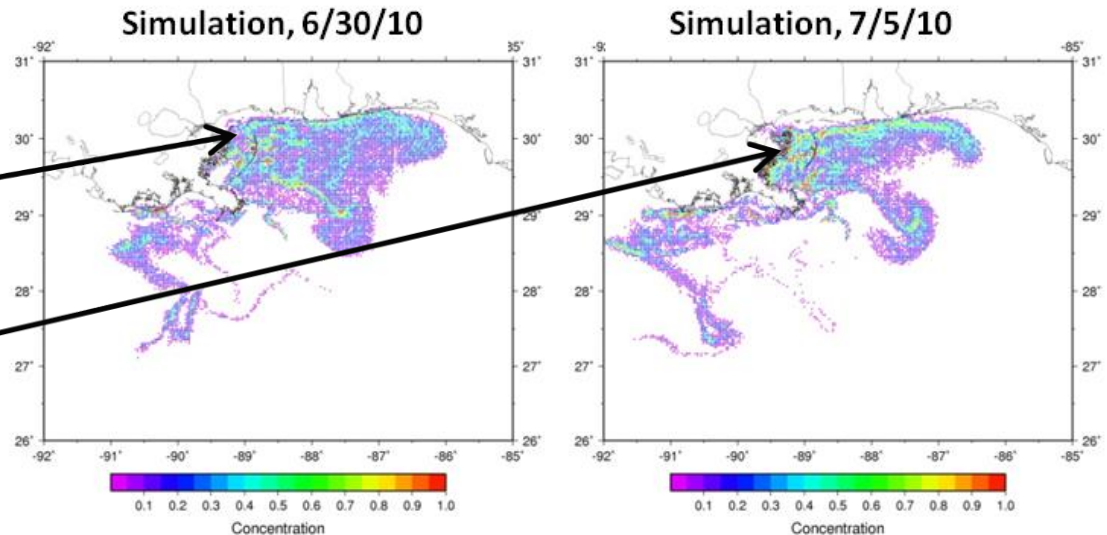 Simulation, 6/30/10
Simulation, 7/5/10
-92˚
-85˚
31˚ 31˚ 31˚ 31˚
30˚ 30˚ 30˚ 30˚
29˚ 29˚ 29˚ 29˚
28˚ 28˚ 28˚ 28˚
27˚ 27˚ 27˚ 27˚
26˚ 26˚ 26˚ 26˚
-92˚ -91˚ -90˚ -89˚ -88˚ -87˚ -86˚ -85˚
-92˚ -91˚ -90˚ -89˚ -88˚ -87˚ -86˚ -85˚
0.1 0.2 0.3 0.4 0.5 0.6 0.7 0.8 0.9 1.0
0.1 0.2 0.3 0.4 0.5 0.6 0.7 0.8 0.9 1.0
Concentration
Concentration